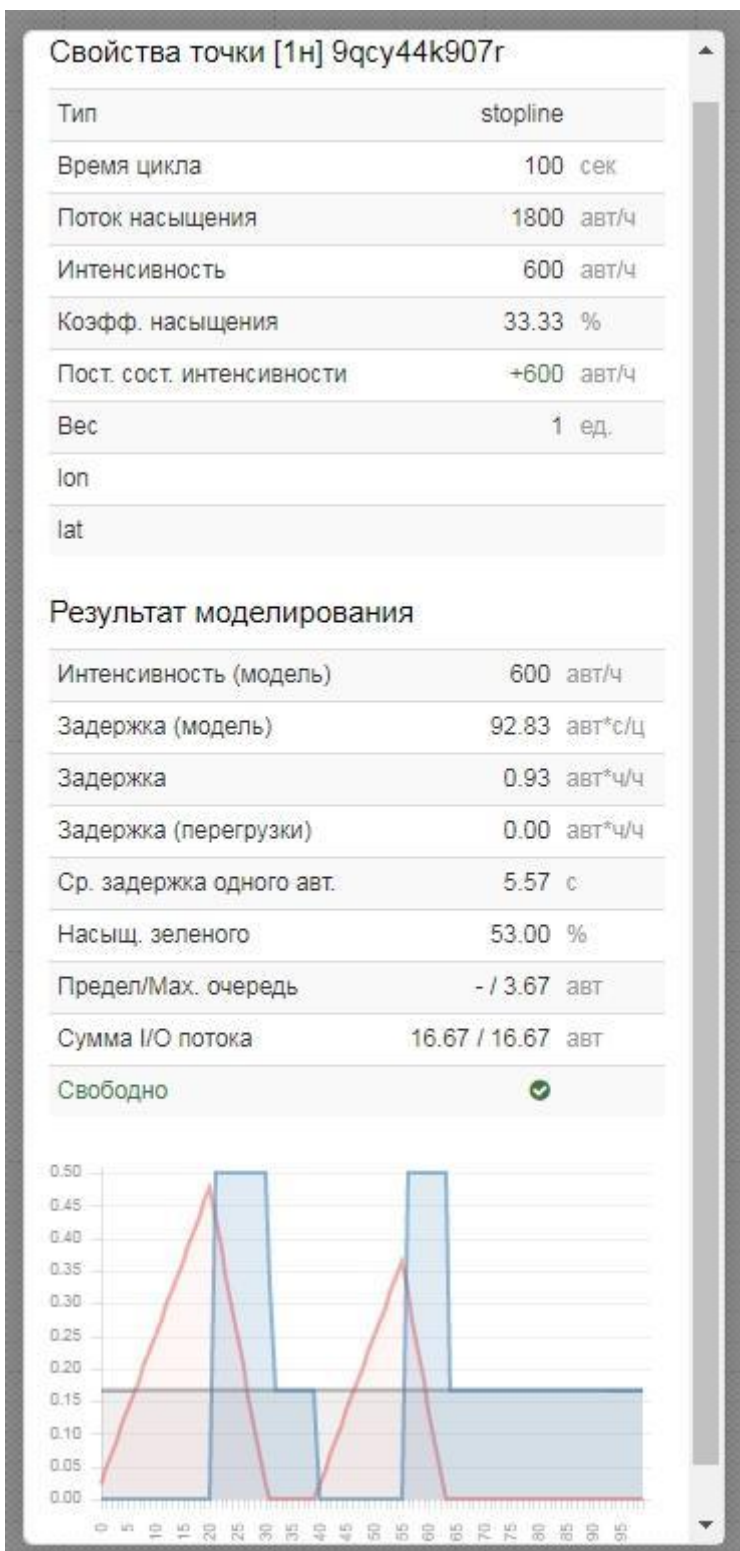 Свойства точки [1н] 9qcy44k907r
Тип stopline
Время цикла 100 сек
Поток насыщения 1800 авт/ч
Интенсивность 600 авт/ч
Коэфф. насыщения 33.33 %
Пост. сост. интенсивности +600 авт/ч
Вес 1 ед.
lon
lat
Результат моделирования
Интенсивность (модель) 600 авт/ч
Задержка (модель) 92.83 авт*с/ц
Задержка 0.93 авт*ч/ч
Задержка (перегрузки) 0.00 авт*ч/ч
Ср. задержка одного авт. 5.57 с
Насыщ. зеленого 53.00 %
Предел/Мах. очередь - / 3.67 авт
Сумма I/O потока 16.67 / 16.67 авт
Свободно
0.50
0.45
0.40
0.35
0.30
0.25
0.20
0.15
0.10
0.05
0.00
0 5 10 15 20 25 30 35 40 45 50 55 60 65 70 75 80 85 90 95